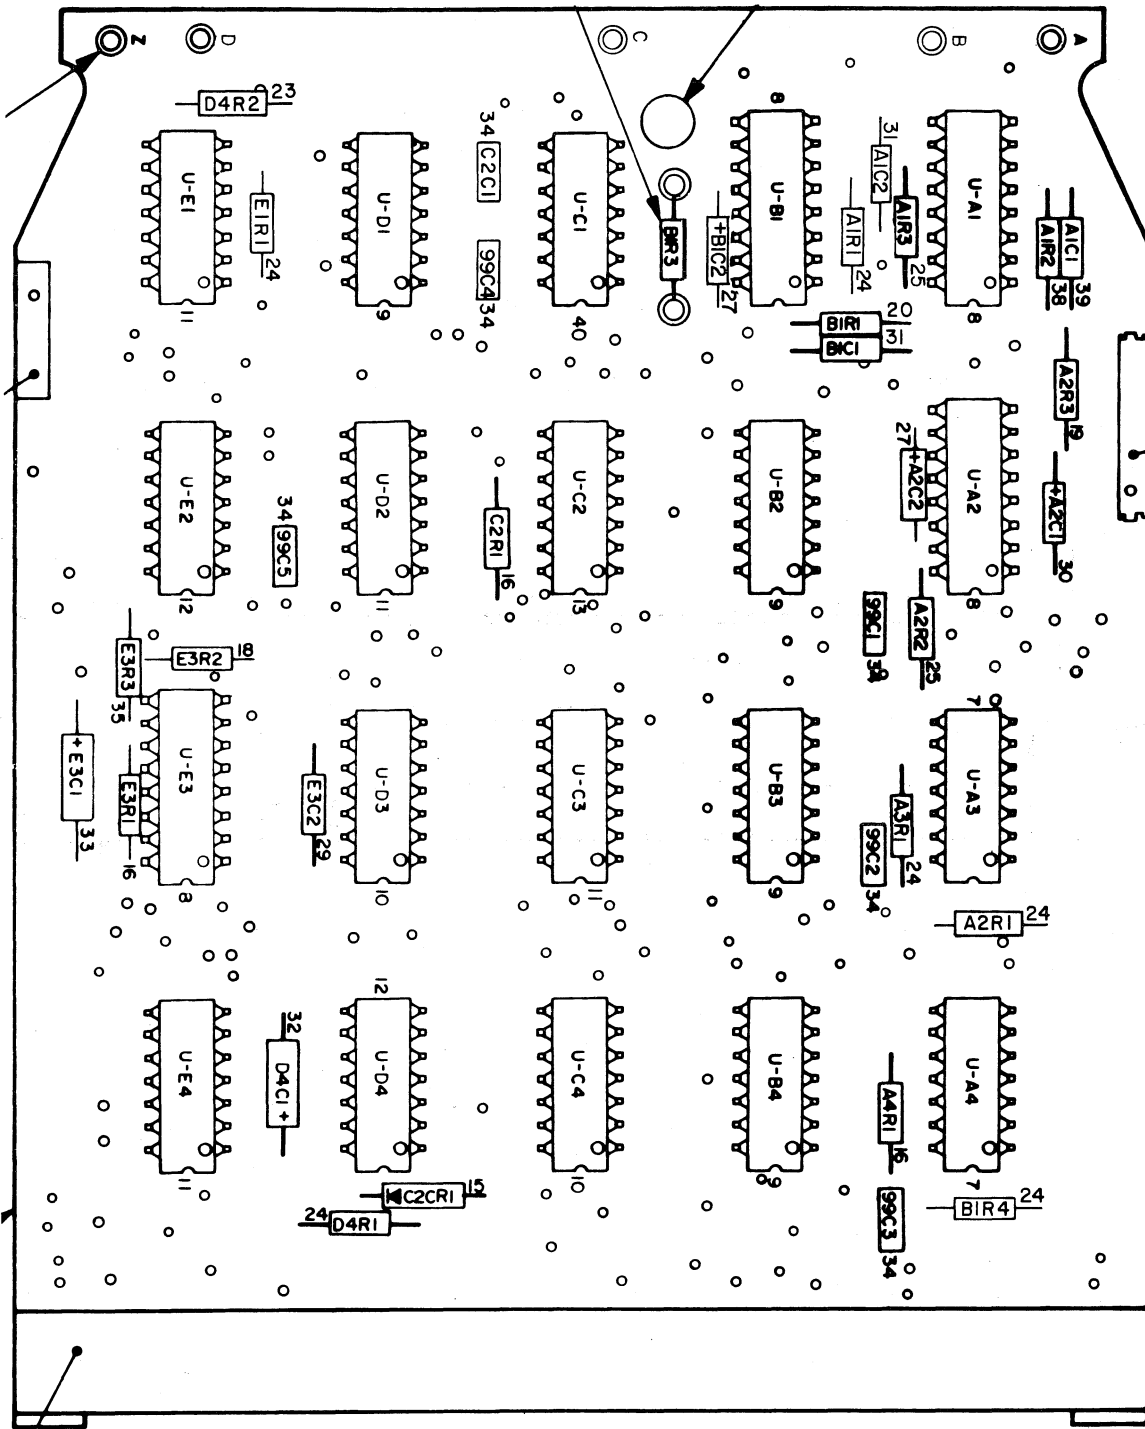 Z
D
C
B
A
D4R2 23
34 C2C1
8
31 A1C2
U-E1
11
E1R1 24
U-D1
9
99C4 34
U-C1
40
B1R3
+B1C2 27
U-B1
A1R1 24
A1R3 25
U-A1
8
A1R2 38
A1C1 39
B1R1 20
B1C1 31
A2R3 19
U-E2
12
34 99C5
U-D2
11
C2R1 16
U-C2
13
U-B2
9
27 +A2C2
U-A2
8
+A2C1 30
99C1 34
A2R2 25
E3R3 35
E3R2 18
+E3C1 33
E3R1 16
U-E3
8
E3C2 29
U-D3
10
U-C3
11
U-B3
9
7
U-A3
A3R1 24
99C2 34
A2R1 24
U-E4
11
32 D4C1+
12
U-D4
U-C4
10
U-B4
9
A4R1 16
U-A4
7
C2CR1 15
24 D4R1
99C3 34
B1R4 24